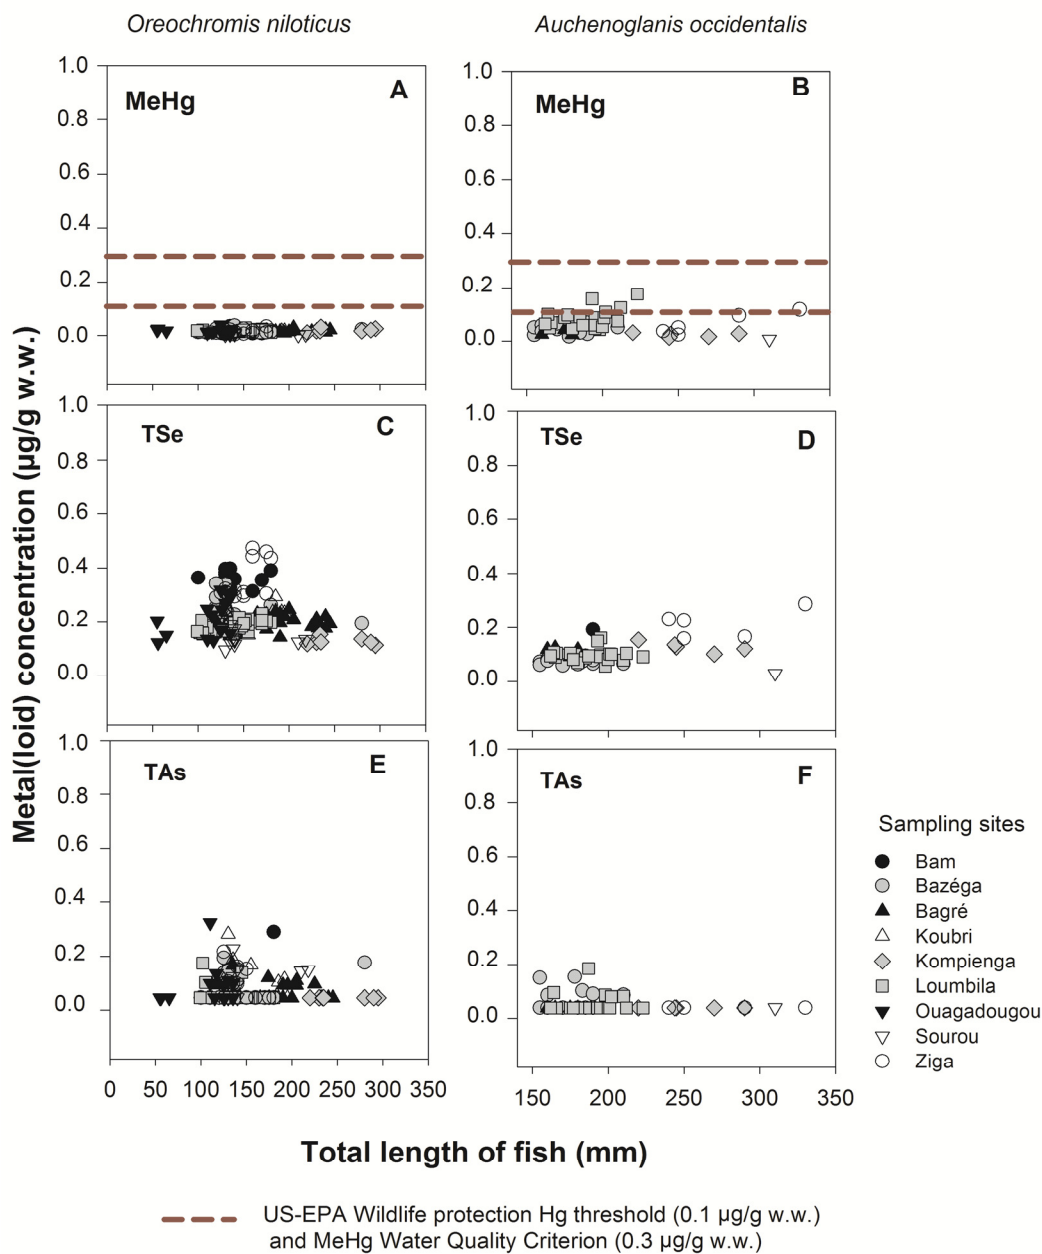 Oreochromis niloticus
Auchenoglanis occidentalis
Metal(loid) concentration (µg/g w.w.)
1.0
0.8
0.6
0.4
0.2
0.0
MeHg
A
1.0
0.8
0.6
0.4
0.2
0.0
MeHg
B
1.0
0.8
0.6
0.4
0.2
0.0
TSe
C
1.0
0.8
0.6
0.4
0.2
0.0
TSe
D
1.0
0.8
0.6
0.4
0.2
0.0
TAs
E
0 50 100 150 200 250 300 350
1.0
0.8
0.6
0.4
0.2
0.0
TAs
F
150 200 250 300 350
Sampling sites
Bam
Bazéga
Bagré
Koubri
Kompienga
Loumbila
Ouagadougou
Sourou
Ziga
Total length of fish (mm)
US-EPA Wildlife protection Hg threshold (0.1 µg/g w.w.)
and MeHg Water Quality Criterion (0.3 µg/g w.w.)